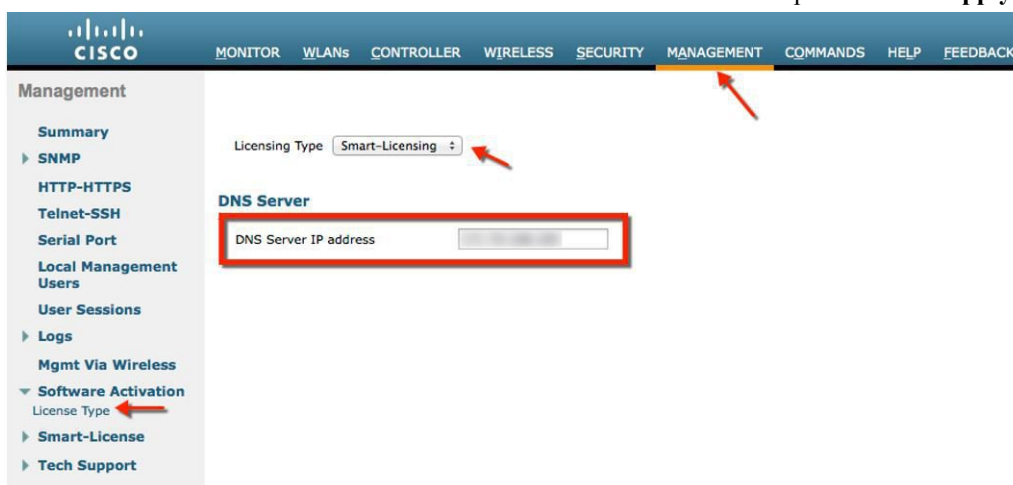 pply
CISCO
MONITOR WLANs CONTROLLER WIRELESS SECURITY MANAGEMENT COMMANDS HELP FEEDBACK
Management
Summary
SNMP
HTTP-HTTPS
Telnet-SSH
Serial Port
Local Management
Users
User Sessions
Logs
Mgmt Via Wireless
Software Activation
License Type
Smart-License
Tech Support
Licensing Type Smart-Licensing
DNS Server
DNS Server IP address